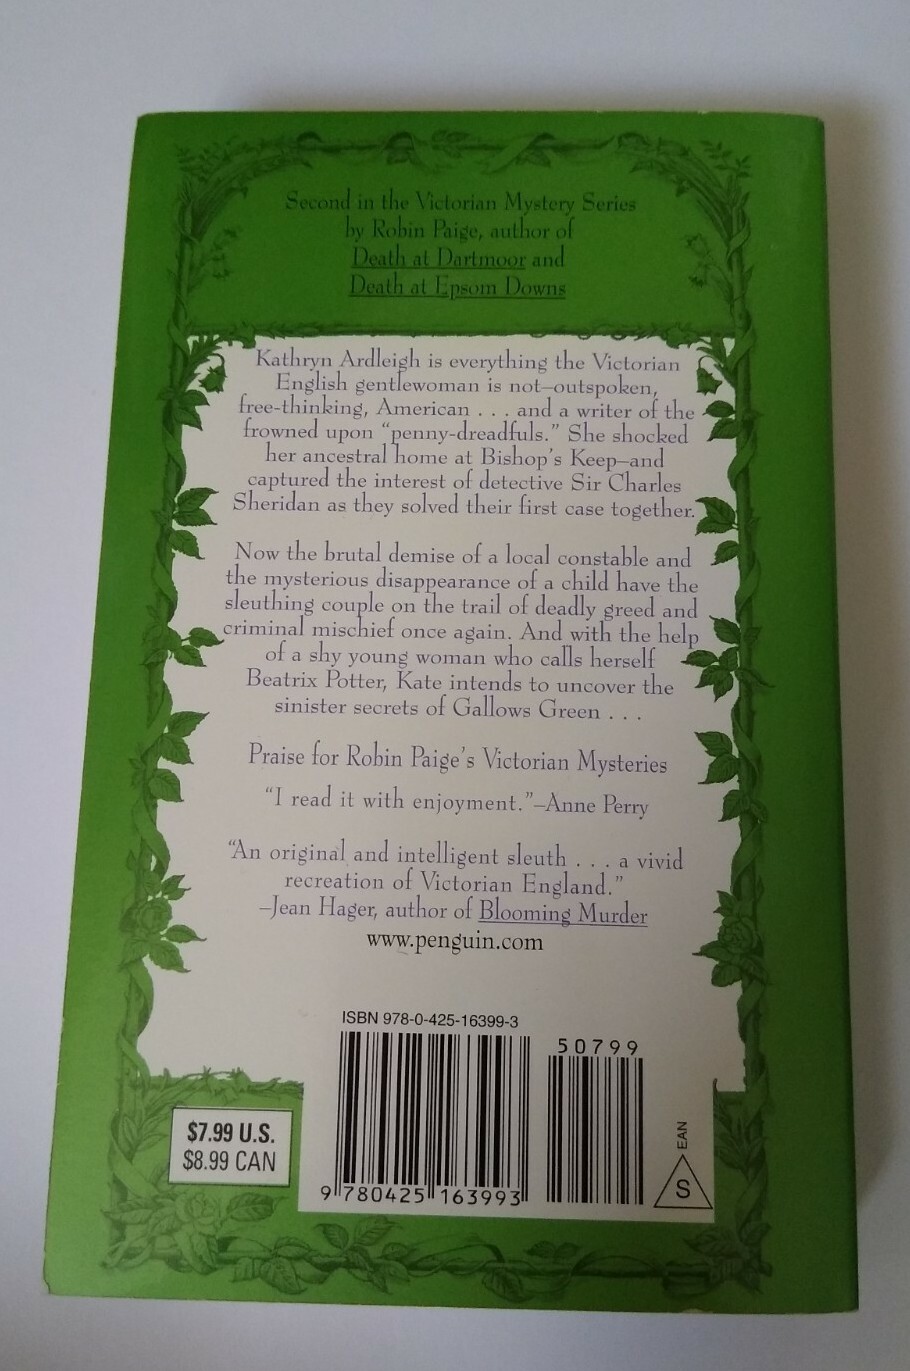 Second in the Victorian Mystery Series
by Robin Paige, author of
Death at Dartmoor and
Death at Epsom Downs
Kathryn Ardleigh is everything the Victorian
English gentlewoman is not–outspoken,
free-thinking, American . . . and a writer of the
frowned upon “penny-dreadfuls.” She shocked
her ancestral home at Bishop’s Keep–and
captured the interest of detective Sir Charles
Sheridan as they solved their first case together.
Now the brutal demise of a local constable and
the mysterious disappearance of a child have the
sleuthing couple on the trail of deadly greed and
criminal mischief once again. And with the help
of a shy young woman who calls herself
Beatrix Potter, Kate intends to uncover the
sinister secrets of Gallows Green . . .
Praise for Robin Paige’s Victorian Mysteries
“I read it with enjoyment.”–Anne Perry
“An original and intelligent sleuth . . . a vivid
recreation of Victorian England.”
–Jean Hager, author of Blooming Murder
www.penguin.com
ISBN 978-0-425-16399-3
50799
$7.99 U.S.
$8.99 CAN
9 780425 163993
EAN
S